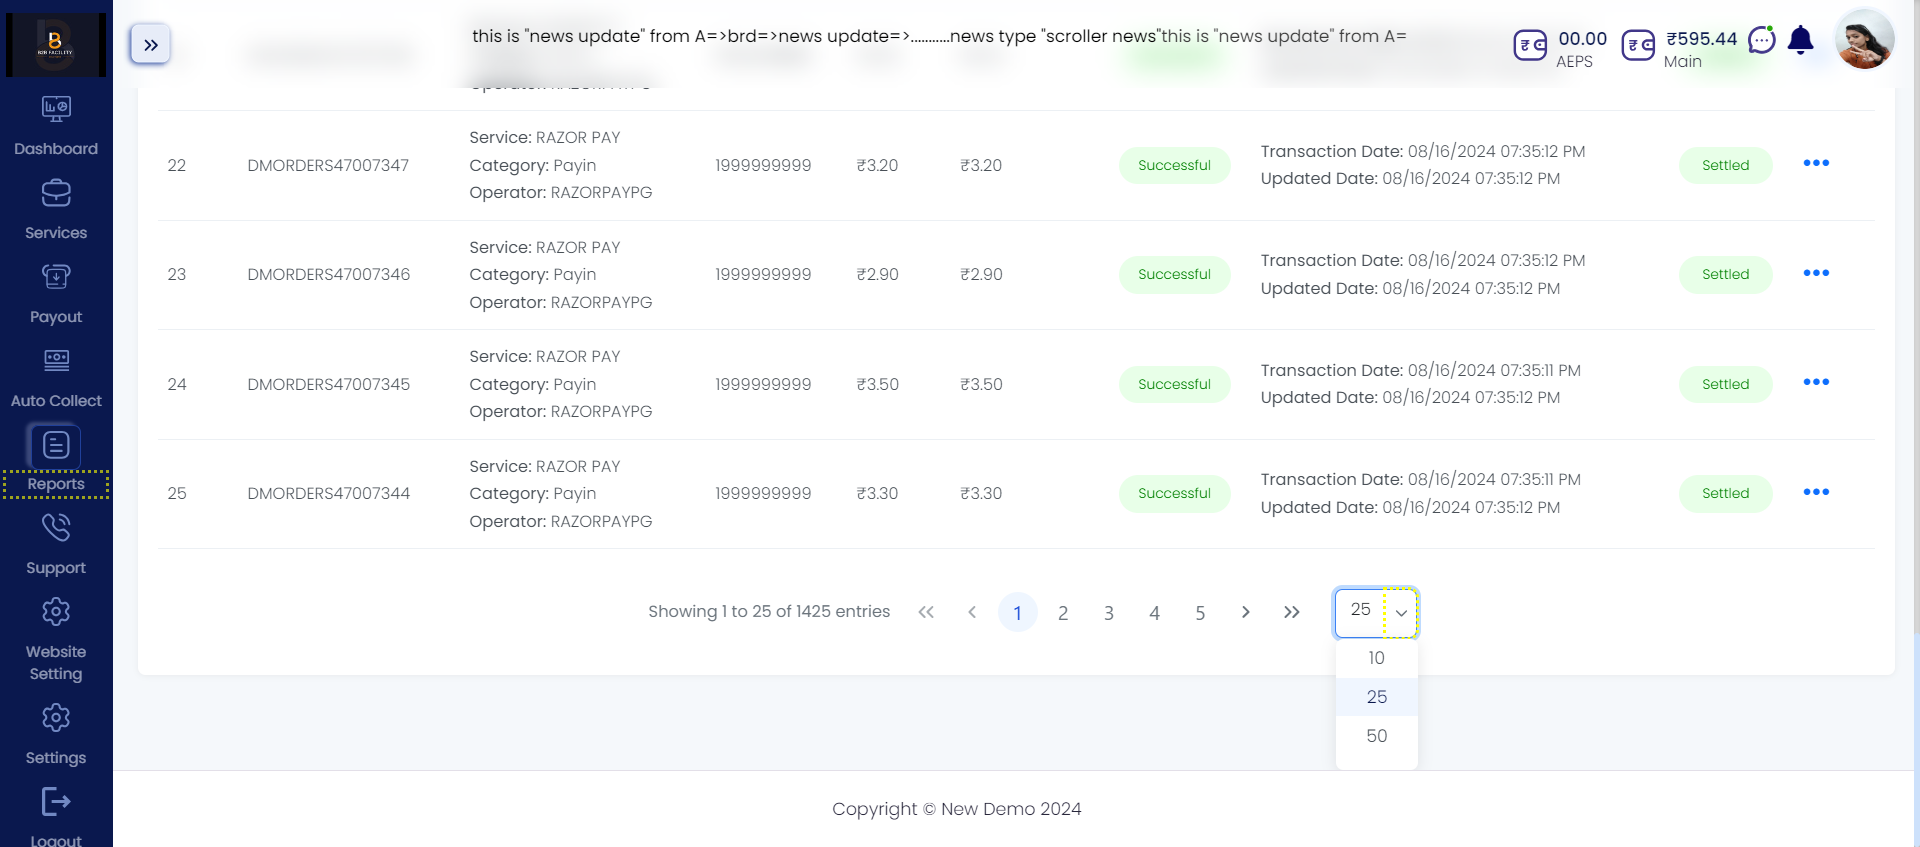 B2B FACILITY
this is "news update" from A=>brd=>news update=>...........news type "scroller news"this is "news update" from A=
00.00
AEPS
₹595.44
Main
Dashboard
Services
Payout
Auto Collect
Reports
Support
Website
Setting
Settings
Logout
Operator: RAZORPAYPG
22 DMORDERS47007347 Service: RAZOR PAY
Category: Payin
Operator: RAZORPAYPG
1999999999 ₹3.20 ₹3.20 Successful
Transaction Date: 08/16/2024 07:35:12 PM
Updated Date: 08/16/2024 07:35:12 PM
Settled
23 DMORDERS47007346 Service: RAZOR PAY
Category: Payin
Operator: RAZORPAYPG
1999999999 ₹2.90 ₹2.90 Successful
Transaction Date: 08/16/2024 07:35:12 PM
Updated Date: 08/16/2024 07:35:12 PM
Settled
24 DMORDERS47007345 Service: RAZOR PAY
Category: Payin
Operator: RAZORPAYPG
1999999999 ₹3.50 ₹3.50 Successful
Transaction Date: 08/16/2024 07:35:11 PM
Updated Date: 08/16/2024 07:35:12 PM
Settled
25 DMORDERS47007344 Service: RAZOR PAY
Category: Payin
Operator: RAZORPAYPG
1999999999 ₹3.30 ₹3.30 Successful
Transaction Date: 08/16/2024 07:35:11 PM
Updated Date: 08/16/2024 07:35:12 PM
Settled
Showing 1 to 25 of 1425 entries 1 2 3 4 5 25
10
25
50
Copyright © New Demo 2024